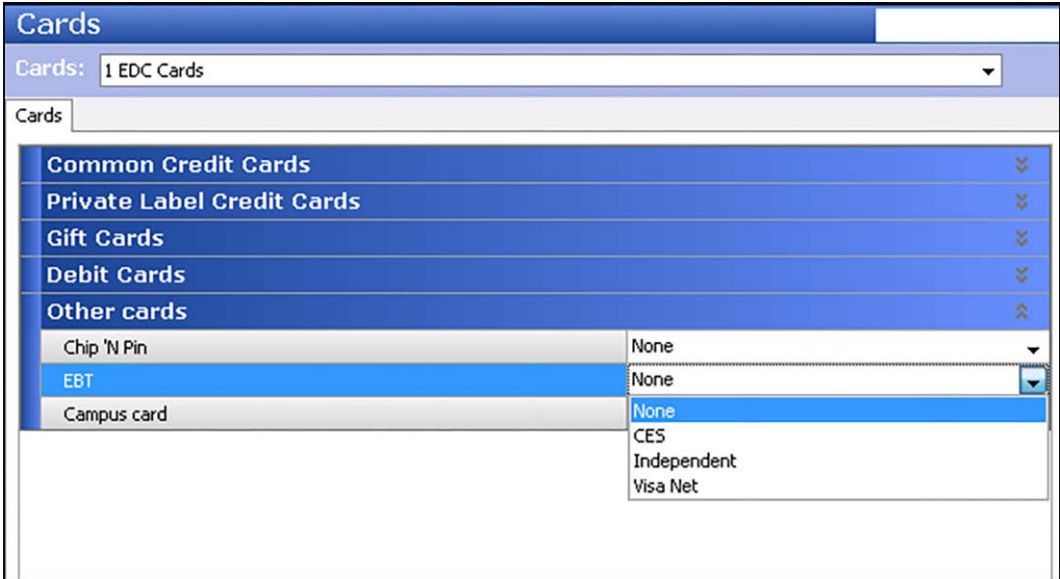 Cards
Cards: 1 EDC Cards
Cards
Common Credit Cards
Private Label Credit Cards
Gift Cards
Debit Cards
Other cards
Chip 'N Pin None
EBT None
Campus card None
CES
Independent
Visa Net